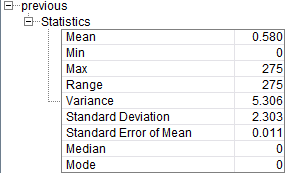 previous
Statistics
Mean 0.580
Min 0
Max 275
Range 275
Variance 5.306
Standard Deviation 2.303
Standard Error of Mean 0.011
Median 0
Mode 0